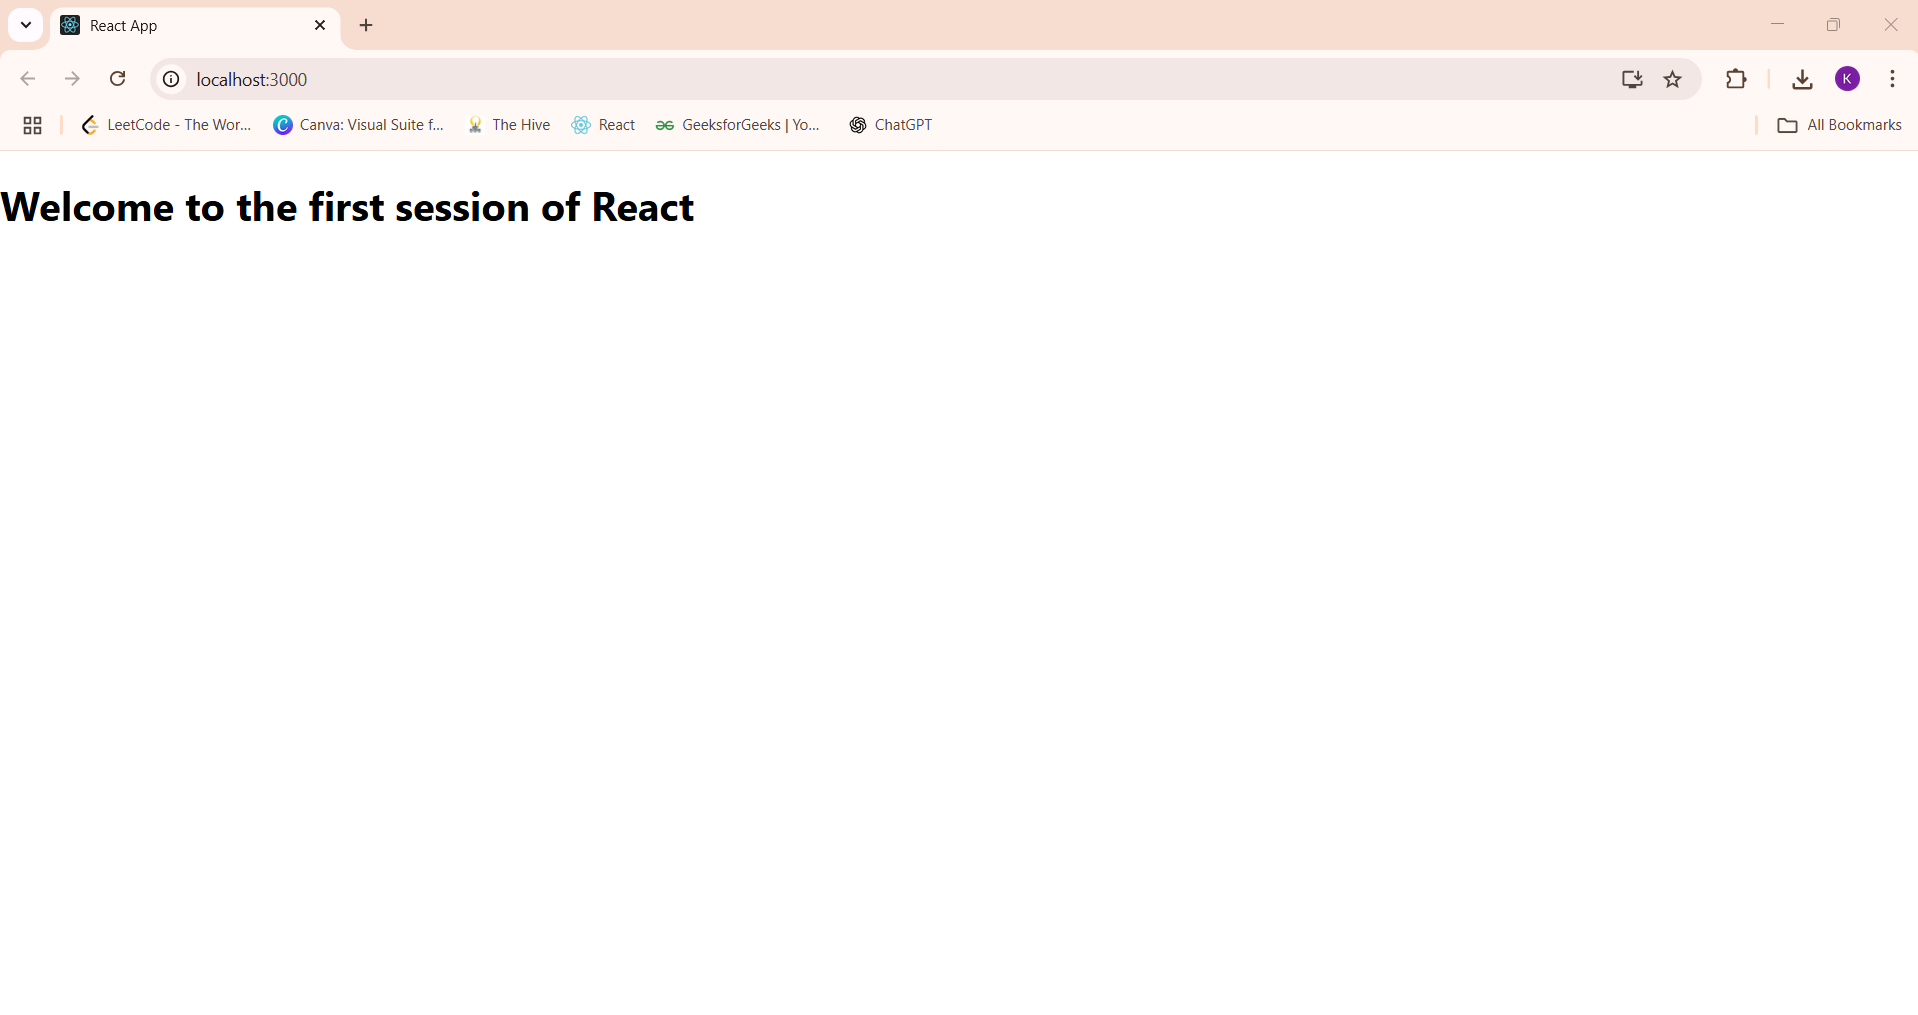 React App
localhost:3000
LeetCode - The Wor... Canva: Visual Suite f... The Hive React GeeksforGeeks | Yo... ChatGPT All Bookmarks
K
Welcome to the first session of React